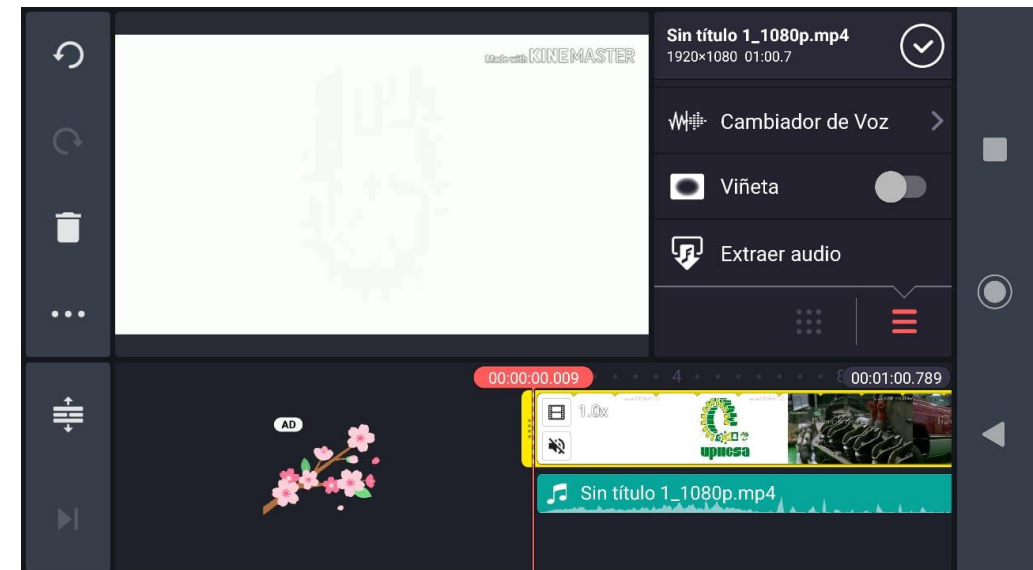 Made with KINEMASTER
Sin título 1_1080p.mp4
1920×1080 01:00.7
Cambiador de Voz
Viñeta
Extraer audio
00:00:00.009
4
8
00:01:00.789
AD
1.0x
upiicsa
Sin título 1_1080p.mp4